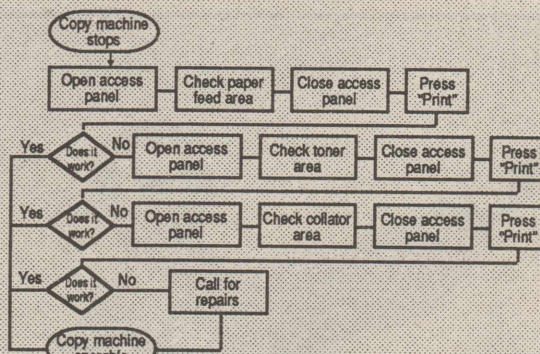 Copy machine
stops
Open access
panel
Check paper
feed area
Close access
panel
Press
"Print"
Yes
Does it
work?
No
Open access
panel
Check toner
area
Close access
panel
Press
"Print"
Yes
Does it
work?
No
Open access
panel
Check collator
area
Close access
panel
Press
"Print"
Yes
Does it
work?
No
Call for
repairs
Copy machine